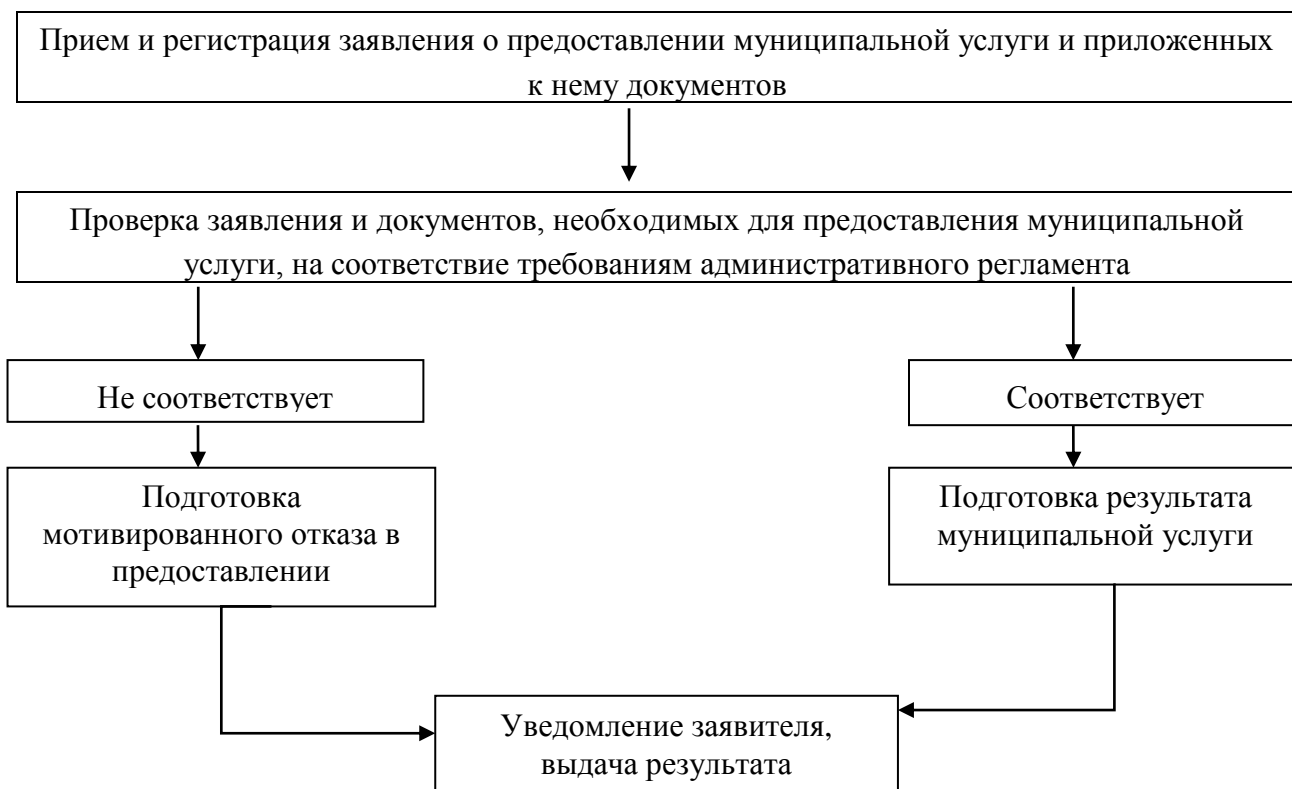 Прием и регистрация заявления о предоставлении муниципальной услуги и приложенных
к нему документов
Проверка заявления и документов, необходимых для предоставления муниципальной
услуги, на соответствие требованиям административного регламента
Не соответствует
Соответствует
Подготовка
мотивированного отказа в
предоставлении
Подготовка результата
муниципальной услуги
Уведомление заявителя,
выдача результата